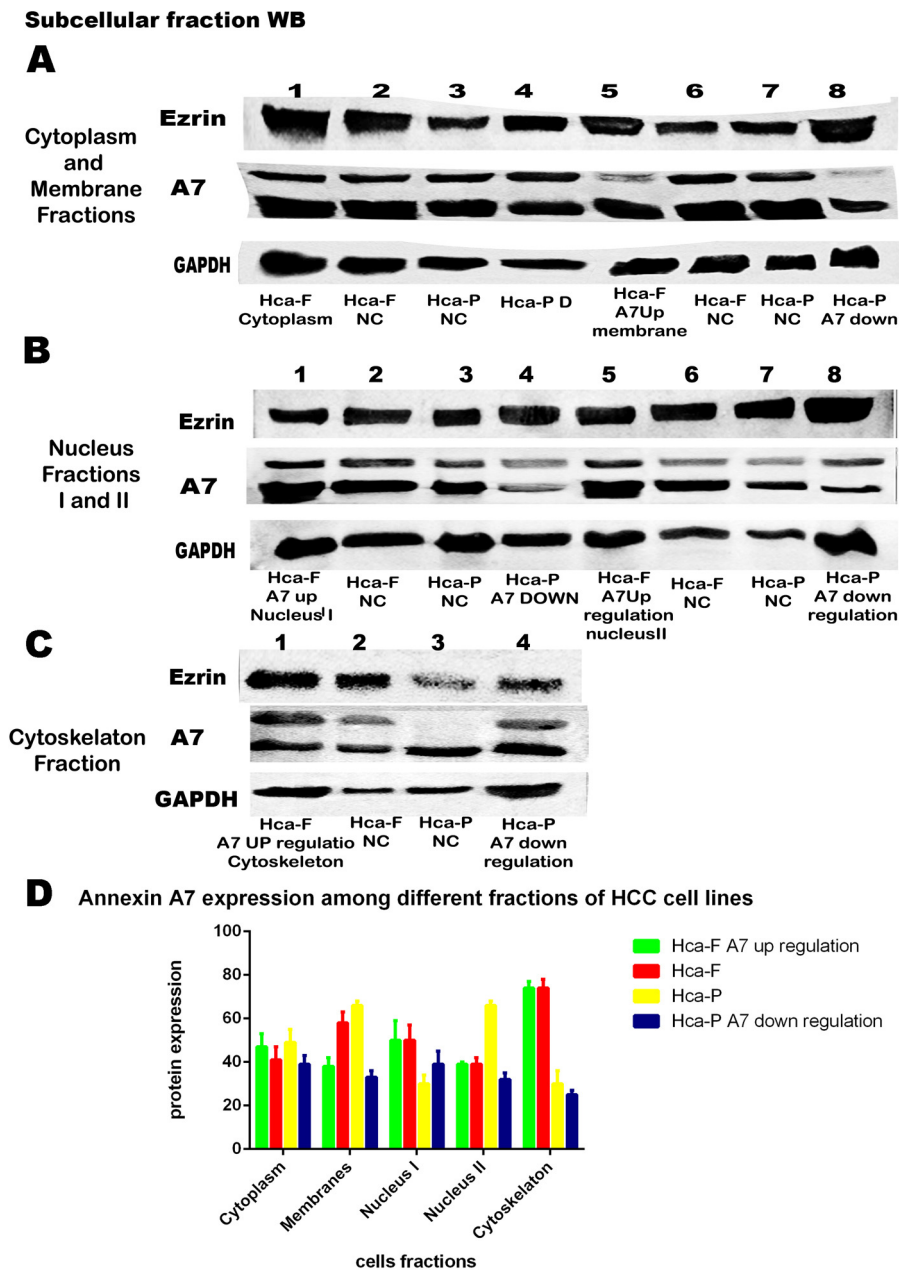 Subcellular fraction WB
A
1 2 3 4 5 6 7 8
Ezrin
Cytoplasm
and
Membrane
Fractions
A7
GAPDH
Hca-F
Cytoplasm
Hca-F
NC
Hca-P
NC
Hca-P D
Hca-F
A7Up
membrane
Hca-F
NC
Hca-P
NC
Hca-P
A7 down
B
1 2 3 4 5 6 7 8
Ezrin
Nucleus
Fractions
I and II
A7
GAPDH
Hca-F
A7 up
Nucleus I I
Hca-F
NC
Hca-P
NC
Hca-P
A7 DOWN
Hca-F
A7Up
regulation
nucleusII
Hca-F
NC
Hca-P
NC
Hca-P
A7 down
regulation
C
1 2 3 4
Ezrin
Cytoskelaton
Fraction
A7
GAPDH
Hca-F
A7 UP regulatio
Cytoskeleton
Hca-F
NC
Hca-P
NC
Hca-P
A7 down
regulation
D Annexin A7 expression among different fractions of HCC cell lines
protein expression
100
80
60
40
20
0
Cytoplasm
Membranes
Nucleus I
Nucleus II
Cytoskelaton
cells fractions
Hca-F A7 up regulation
Hca-F
Hca-P
Hca-P A7 down regulation